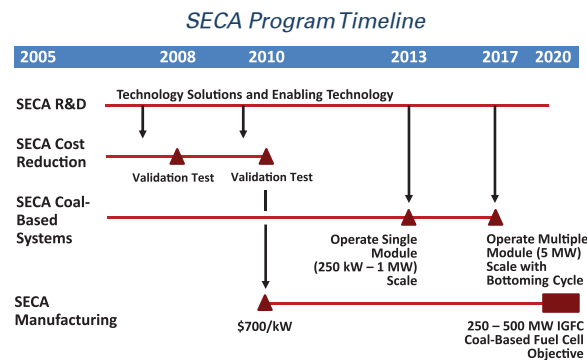 SECA Program Timeline
2005 2008 2010 2013 2017 2020
SECA R&D
Technology Solutions and Enabling Technology
SECA Cost
Reduction
Validation Test Validation Test
SECA Coal-
Based
Systems
Operate Single
Module
(250 kW – 1 MW)
Scale
Operate Multiple
Module (5 MW)
Scale with
Bottoming Cycle
SECA
Manufacturing
$700/kW
250 – 500 MW IGFC
Coal-Based Fuel Cell
Objective